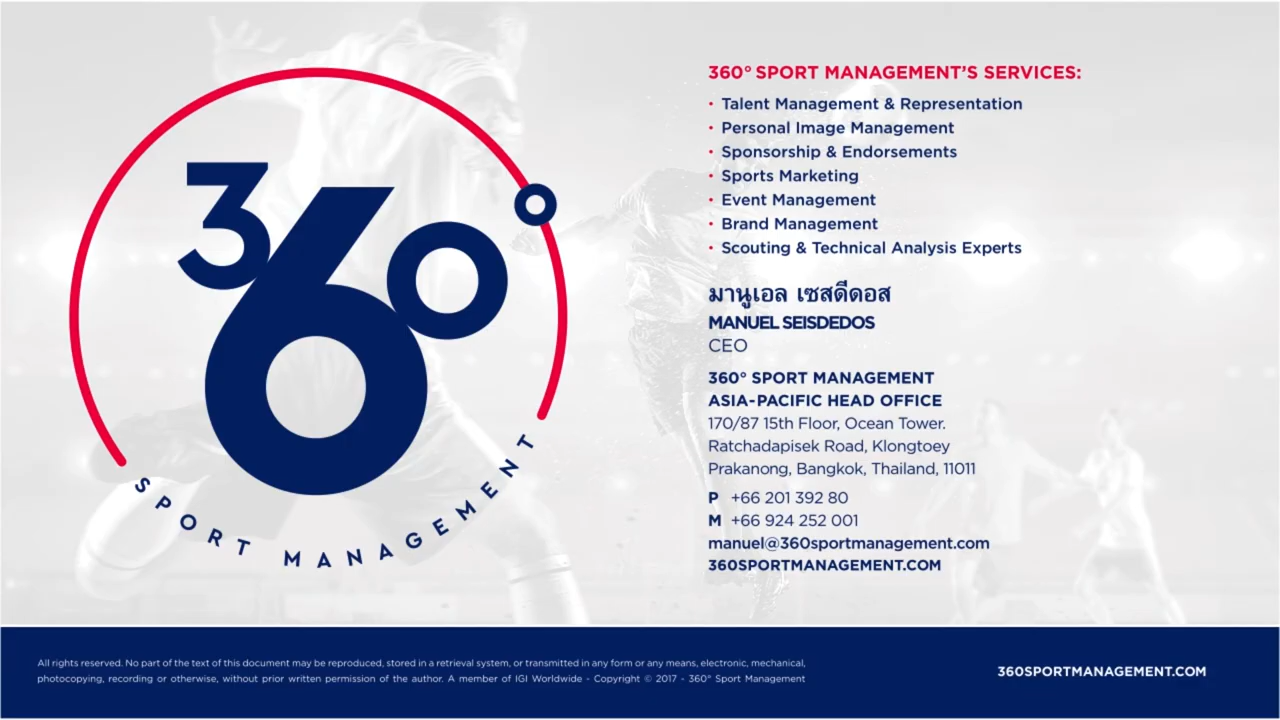 360°
SPORT MANAGEMENT
360° SPORT MANAGEMENT'S SERVICES:
• Talent Management & Representation
• Personal Image Management
• Sponsorship & Endorsements
• Sports Marketing
• Event Management
• Brand Management
• Scouting & Technical Analysis Experts
มานูเอล เซสดีดอส
MANUEL SEISDEDOS
CEO
360° SPORT MANAGEMENT
ASIA-PACIFIC HEAD OFFICE
170/87 15th Floor, Ocean Tower.
Ratchadapisek Road, Klongtoey
Prakanong, Bangkok, Thailand, 11011
P +66 201 392 80
M +66 924 252 001
manuel@360sportmanagement.com
360SPORTMANAGEMENT.COM
All rights reserved. No part of the text of this document may be reproduced, stored in a retrieval system, or transmitted in any form or any means, electronic, mechanical,
photocopying, recording or otherwise, without prior written permission of the author. A member of IGI Worldwide - Copyright © 2017 - 360° Sport Management
360SPORTMANAGEMENT.COM